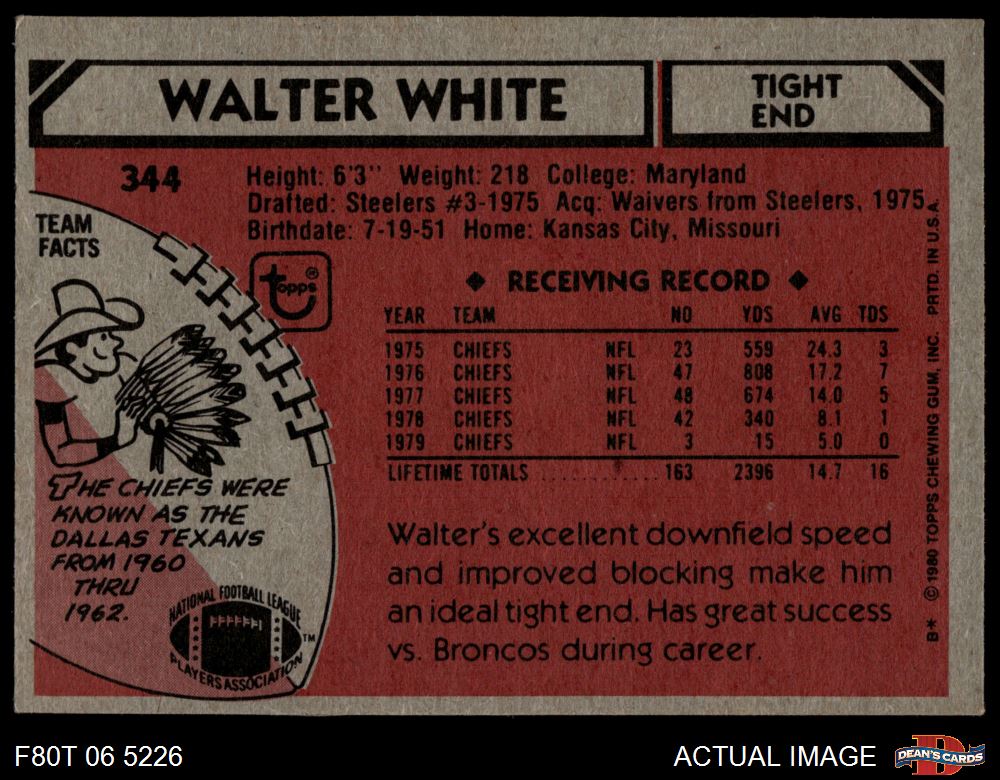 WALTER WHITE
TIGHT
END
344
Height: 6'3'' Weight: 218 College: Maryland
Drafted: Steelers #3-1975 Acq: Waivers from Steelers, 1975
Birthdate: 7-19-51 Home: Kansas City, Missouri
TEAM
FACTS
topps®
◆ RECEIVING RECORD ◆
YEAR TEAM NO YDS AVG TDS
1975 CHIEFS NFL 23 559 24.3 3
1976 CHIEFS NFL 47 808 17.2 7
1977 CHIEFS NFL 48 674 14.0 5
1978 CHIEFS NFL 42 340 8.1 1
1979 CHIEFS NFL 3 15 5.0 0
LIFETIME TOTALS ........... 163 2396 14.7 16
THE CHIEFS WERE
KNOWN AS THE
DALLAS TEXANS
FROM 1960
THRU
1962.
NATIONAL FOOTBALL LEAGUE
PLAYERS ASSOCIATION
TM
Walter's excellent downfield speed
and improved blocking make him
an ideal tight end. Has great success
vs. Broncos during career.
B* © 1980 TOPPS CHEWING GUM, INC. PRTD. IN U.S.A.
F80T 06 5226
ACTUAL IMAGE
D
DEAN'S CARDS